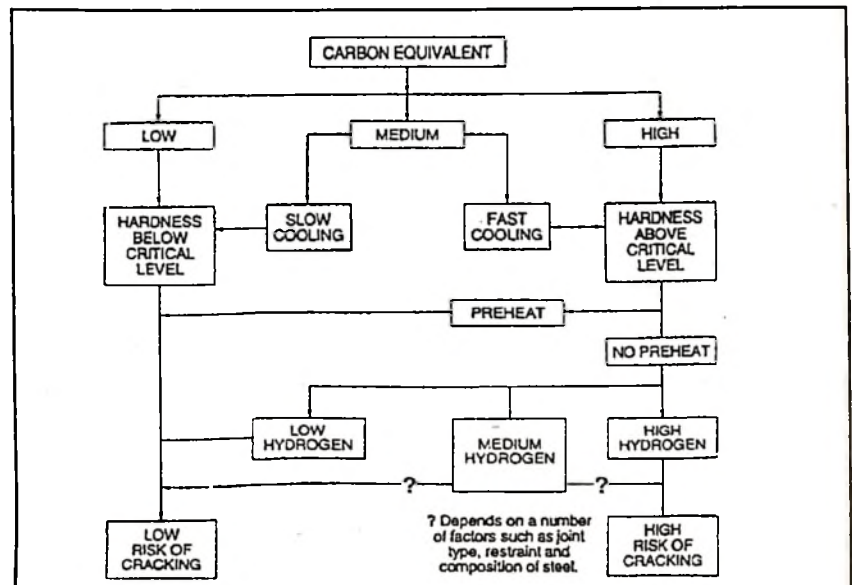 CARBON EQUIVALENT
LOW
MEDIUM
HIGH
HARDNESS
BELOW
CRITICAL
LEVEL
SLOW
COOLING
FAST
COOLING
HARDNESS
ABOVE
CRITICAL
LEVEL
PREHEAT
NO PREHEAT
LOW
HYDROGEN
MEDIUM
HYDROGEN
HIGH
HYDROGEN
?
?
LOW
RISK OF
CRACKING
? Depends on a number
of factors such as joint
type, restraint and
composition of steel.
HIGH
RISK OF
CRACKING